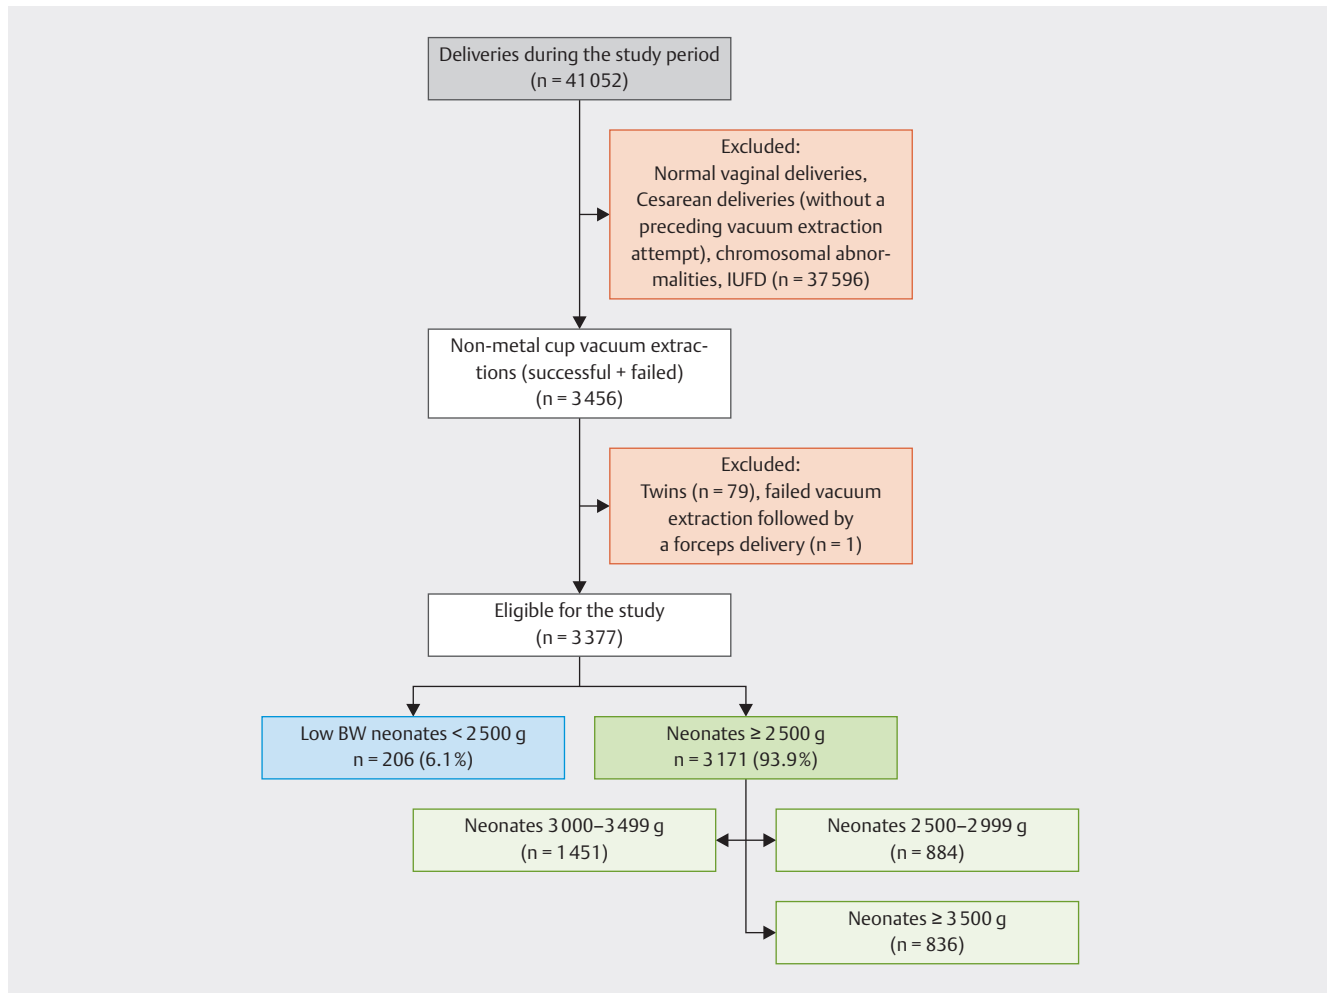 Deliveries during the study period
(n = 41 052)
Excluded:
Normal vaginal deliveries,
Cesarean deliveries (without a
preceding vacuum extraction
attempt), chromosomal abnor-
malities, IUFD (n = 37 596)
Non-metal cup vacuum extrac-
tions (successful + failed)
(n = 3 456)
Excluded:
Twins (n = 79), failed vacuum
extraction followed by
a forceps delivery (n = 1)
Eligible for the study
(n = 3 377)
Low BW neonates < 2 500 g
n = 206 (6.1 %)
Neonates ≥ 2 500 g
n = 3 171 (93.9 %)
Neonates 3 000–3 499 g
(n = 1 451)
Neonates 2 500–2 999 g
(n = 884)
Neonates ≥ 3 500 g
(n = 836)